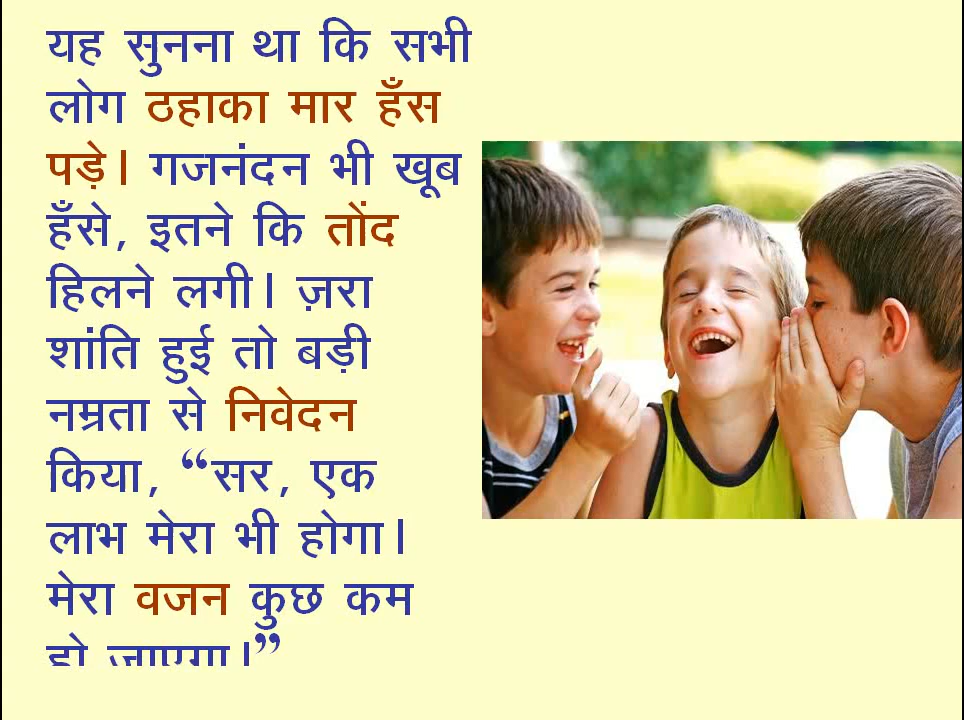 यह सुनना था कि सभी
लोग ठहाका मार हँस
पड़े। गजनंदन भी खूब
हँसे, इतने कि तोंद
हिलने लगी। ज़रा
शांति हुई तो बड़ी
नम्रता से निवेदन
किया, “सर, एक
लाभ मेरा भी होगा।
मेरा वजन कुछ कम
हो जाएगा।”